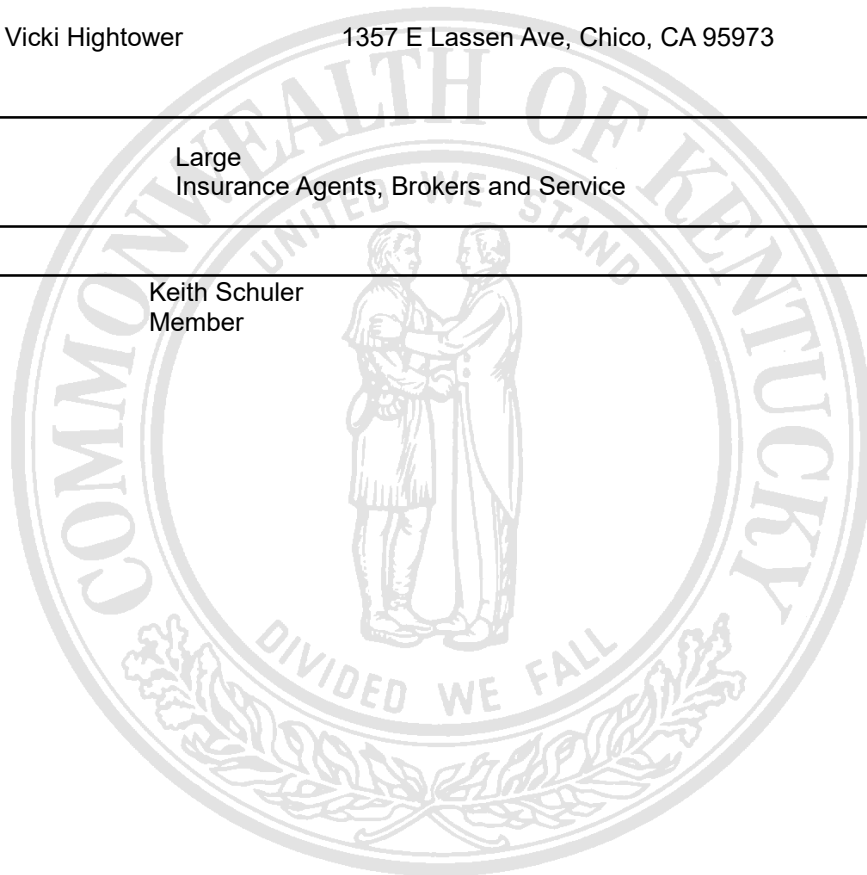 Vicki Hightower 1357 E Lassen Ave, Chico, CA 95973
Large
Insurance Agents, Brokers and Service
Keith Schuler
Member
COMMONWEALTH OF KENTUCKY
UNITED WE STAND
DIVIDED WE FALL